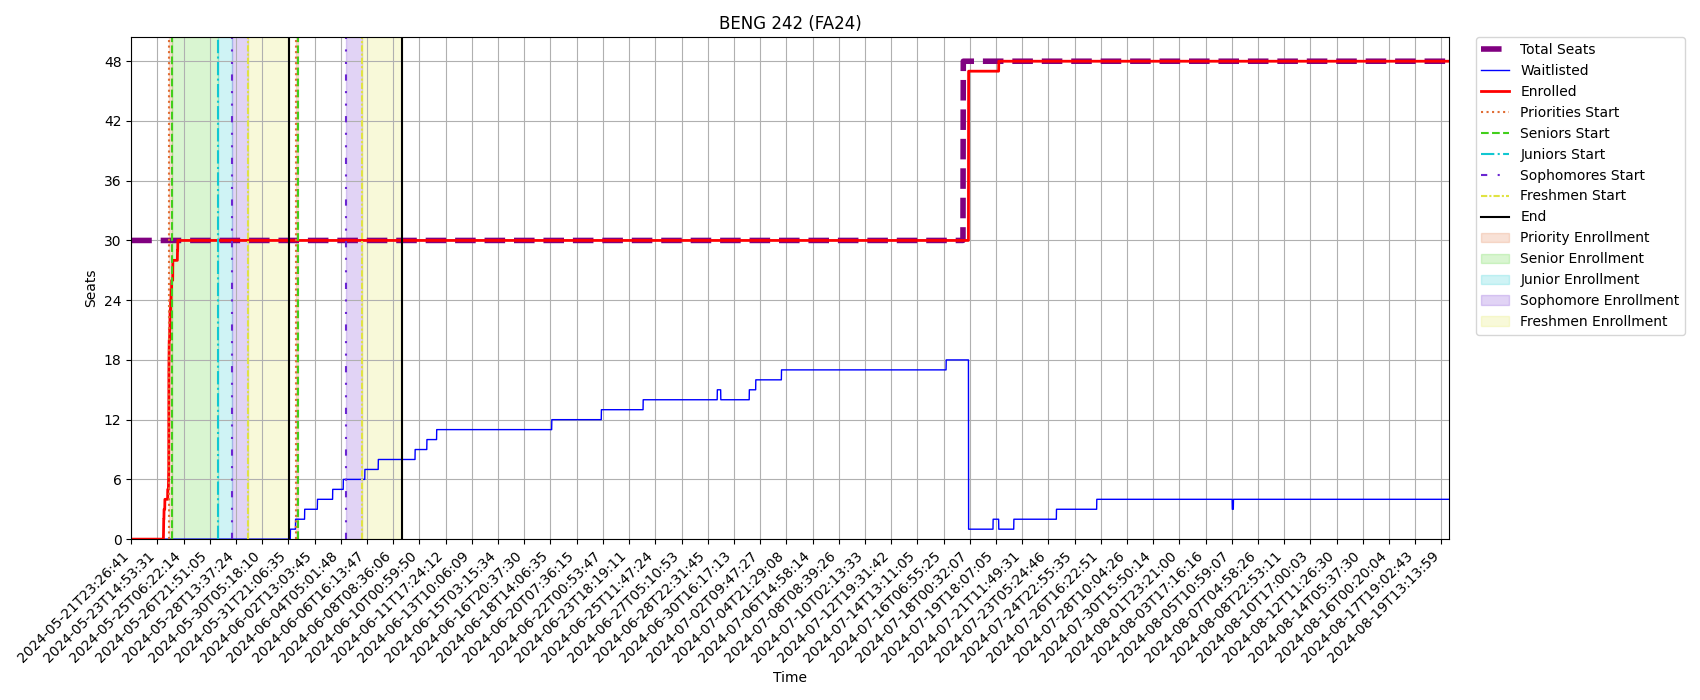 BENG 242 (FA24)
Seats
48
42
36
30
24
18
12
6
0
2024-05-21T23:26:41
2024-05-23T14:53:31
2024-05-25T06:22:14
2024-05-26T21:51:05
2024-05-28T13:37:24
2024-05-30T05:18:10
2024-05-31T21:06:35
2024-06-02T13:03:45
2024-06-04T05:01:48
2024-06-06T16:13:47
2024-06-08T08:36:06
2024-06-10T10:59:50
2024-06-11T17:24:12
2024-06-13T10:06:09
2024-06-15T03:15:34
2024-06-16T20:37:30
2024-06-18T14:06:35
2024-06-20T07:36:15
2024-06-22T00:53:47
2024-06-23T18:19:11
2024-06-25T11:47:24
2024-06-27T05:10:53
2024-06-28T22:31:45
2024-06-30T16:17:13
2024-07-02T09:47:27
2024-07-04T21:29:08
2024-07-06T14:58:14
2024-07-08T08:39:26
2024-07-10T02:13:33
2024-07-12T19:31:42
2024-07-14T13:11:05
2024-07-16T06:55:25
2024-07-18T00:32:07
2024-07-19T18:07:05
2024-07-21T11:49:31
2024-07-23T05:24:46
2024-07-24T22:55:35
2024-07-26T16:22:51
2024-07-28T10:04:26
2024-07-30T15:50:14
2024-08-01T23:21:00
2024-08-03T17:16:16
2024-08-05T10:59:07
2024-08-07T04:58:26
2024-08-08T22:53:11
2024-08-10T17:00:03
2024-08-12T11:26:30
2024-08-14T05:37:30
2024-08-16T00:20:04
2024-08-17T19:02:43
2024-08-19T13:13:59
Time
Total Seats
Waitlisted
Enrolled
Priorities Start
Seniors Start
Juniors Start
Sophomores Start
Freshmen Start
End
Priority Enrollment
Senior Enrollment
Junior Enrollment
Sophomore Enrollment
Freshmen Enrollment